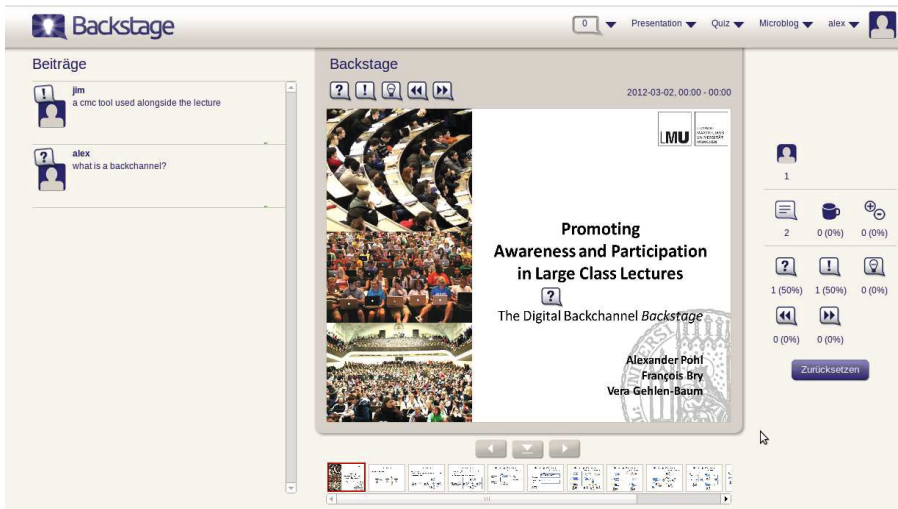 Backstage
0
Presentation
Quiz
Microblog
alex
Beiträge
jim
a cmc tool used alongside the lecture
alex
what is a backchannel?
Backstage
2012-03-02, 00:00 - 00:00
LMU
Promoting
Awareness and Participation
in Large Class Lectures
?
The Digital Backchannel Backstage
Alexander Pohl
François Bry
Vera Gehlen-Baum
1
2
0 (0%)
0 (0%)
1 (50%)
1 (50%)
0 (0%)
0 (0%)
0 (0%)
Zurücksetzen